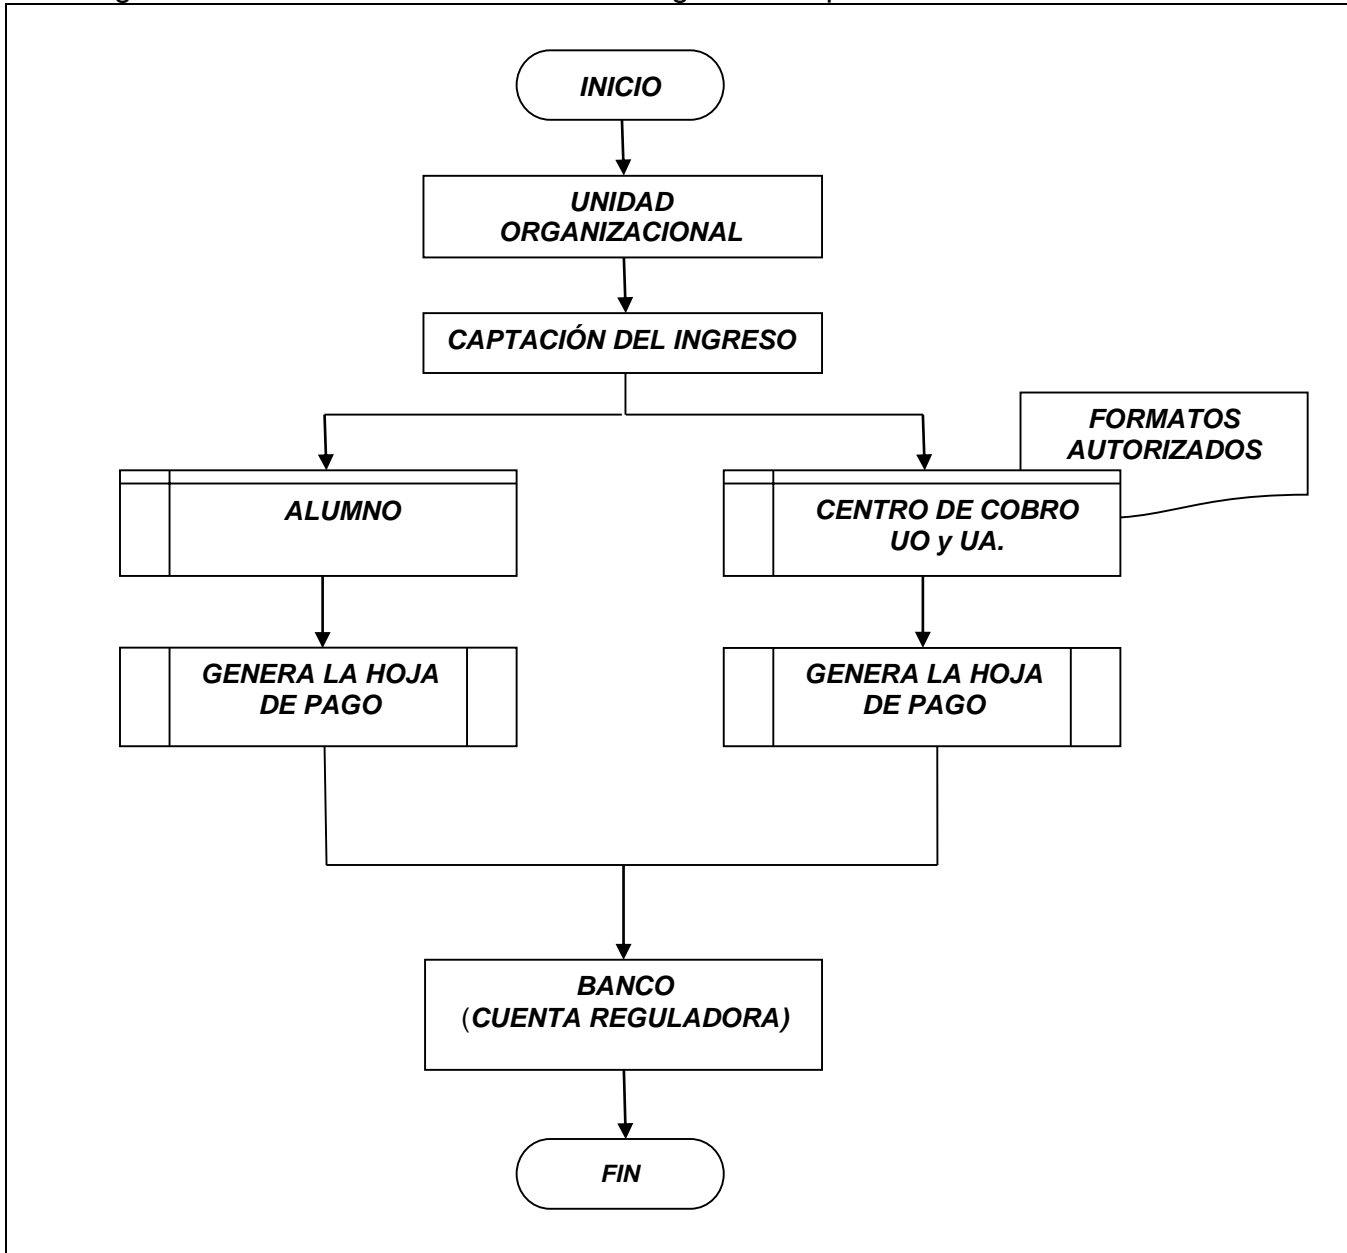 INICIO
UNIDAD
ORGANIZACIONAL
CAPTACIÓN DEL INGRESO
FORMATOS
AUTORIZADOS
ALUMNO
CENTRO DE COBRO
UO y UA.
GENERA LA HOJA
DE PAGO
GENERA LA HOJA
DE PAGO
BANCO
(CUENTA REGULADORA)
FIN